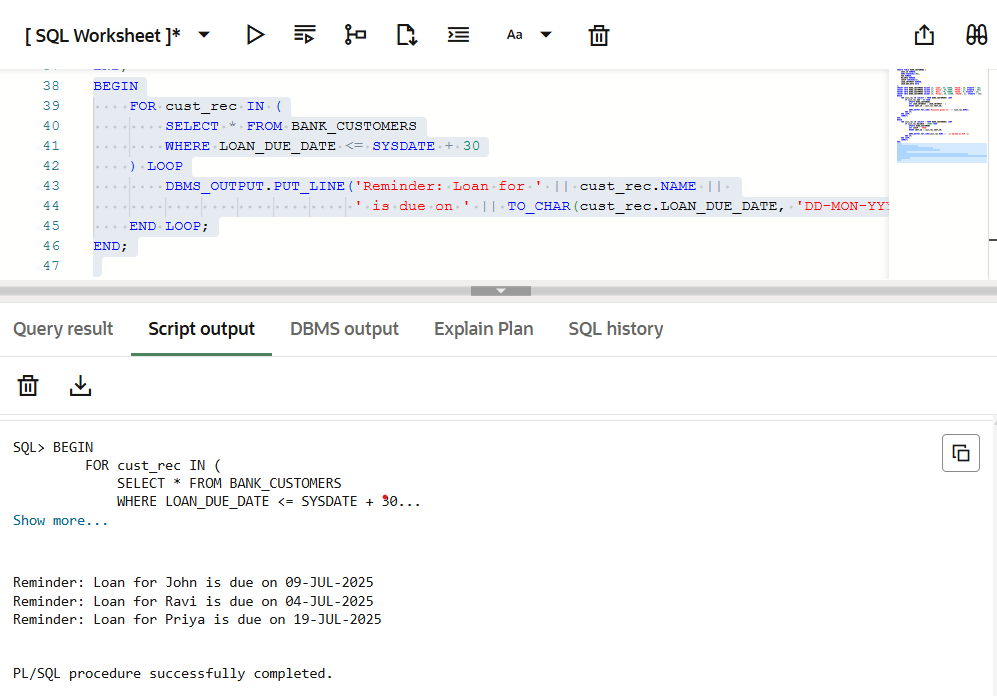 [ SQL Worksheet ]*
Aa
38 BEGIN
39 FOR cust_rec IN (
40 SELECT * FROM BANK_CUSTOMERS
41 WHERE LOAN_DUE_DATE <= SYSDATE + 30
42 ) LOOP
43 DBMS_OUTPUT.PUT_LINE('Reminder: Loan for ' || cust_rec.NAME ||
44 ' is due on ' || TO_CHAR(cust_rec.LOAN_DUE_DATE, 'DD-MON-YYY
45 END LOOP;
46 END;
47
Query result Script output DBMS output Explain Plan SQL history
SQL> BEGIN
FOR cust_rec IN (
SELECT * FROM BANK_CUSTOMERS
WHERE LOAN_DUE_DATE <= SYSDATE + 30...
Show more...
Reminder: Loan for John is due on 09-JUL-2025
Reminder: Loan for Ravi is due on 04-JUL-2025
Reminder: Loan for Priya is due on 19-JUL-2025
PL/SQL procedure successfully completed.